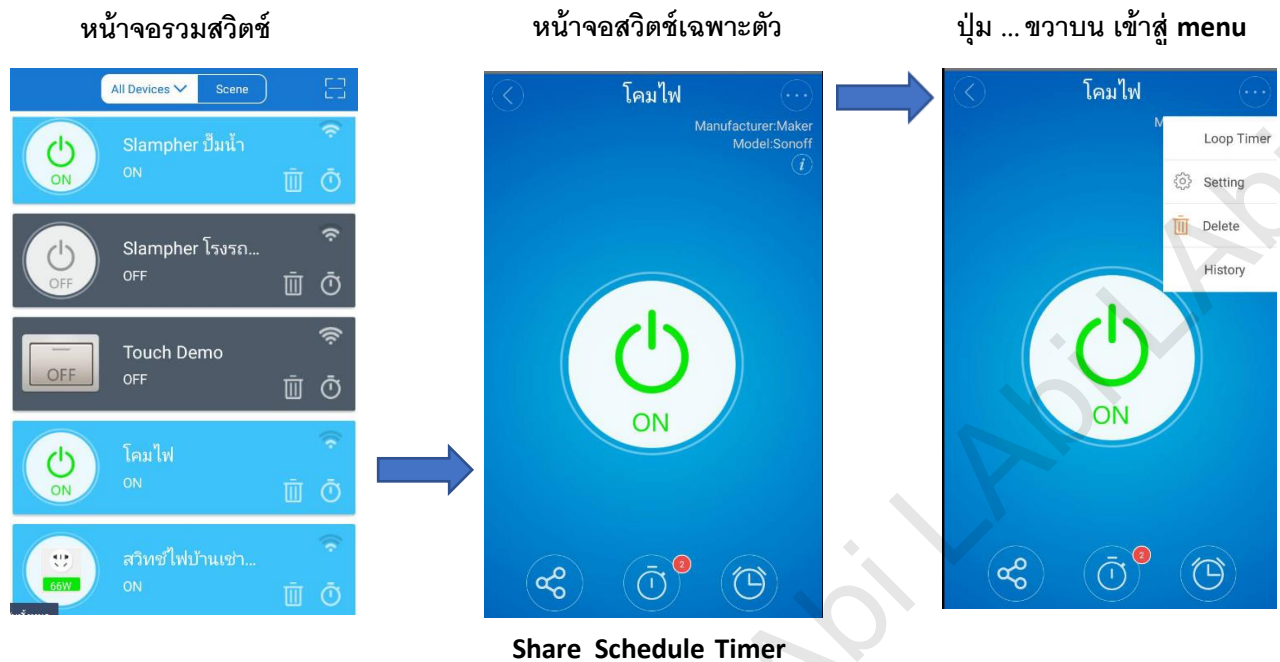 หน้าจอรวมสวิตช์
All Devices Scene
Slampher ปั๊มน้ำ
ON
ON
Slampher โรงรถ...
OFF
OFF
Touch Demo
OFF
OFF
โคมไฟ
ON
ON
สวิทช์ไฟบ้านเช่า...
ON
66W
หน้าจอสวิตช์เฉพาะตัว
โคมไฟ
Manufacturer:Maker
Model:Sonoff
i
ON
2
Share Schedule Timer
ปุ่ม ... ขวาบน เข้าสู่ menu
โคมไฟ
M
Loop Timer
Setting
Delete
History
ON
2
LAbi LAbi
Abi LAbi